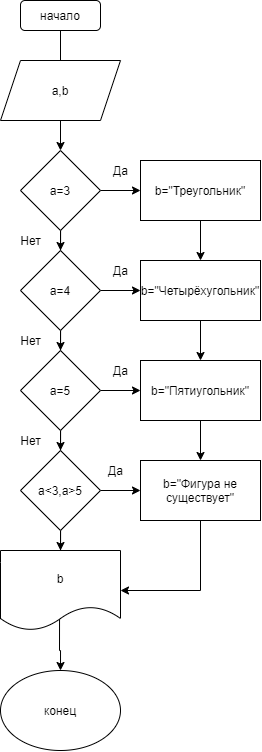 начало
a,b
Да
a=3
b="Треугольник"
Нет
Да
a=4
b="Четырёхугольник"
Нет
Да
a=5
b="Пятиугольник"
Нет
Да
a<3,a>5
b="Фигура не
существует"
b
конец